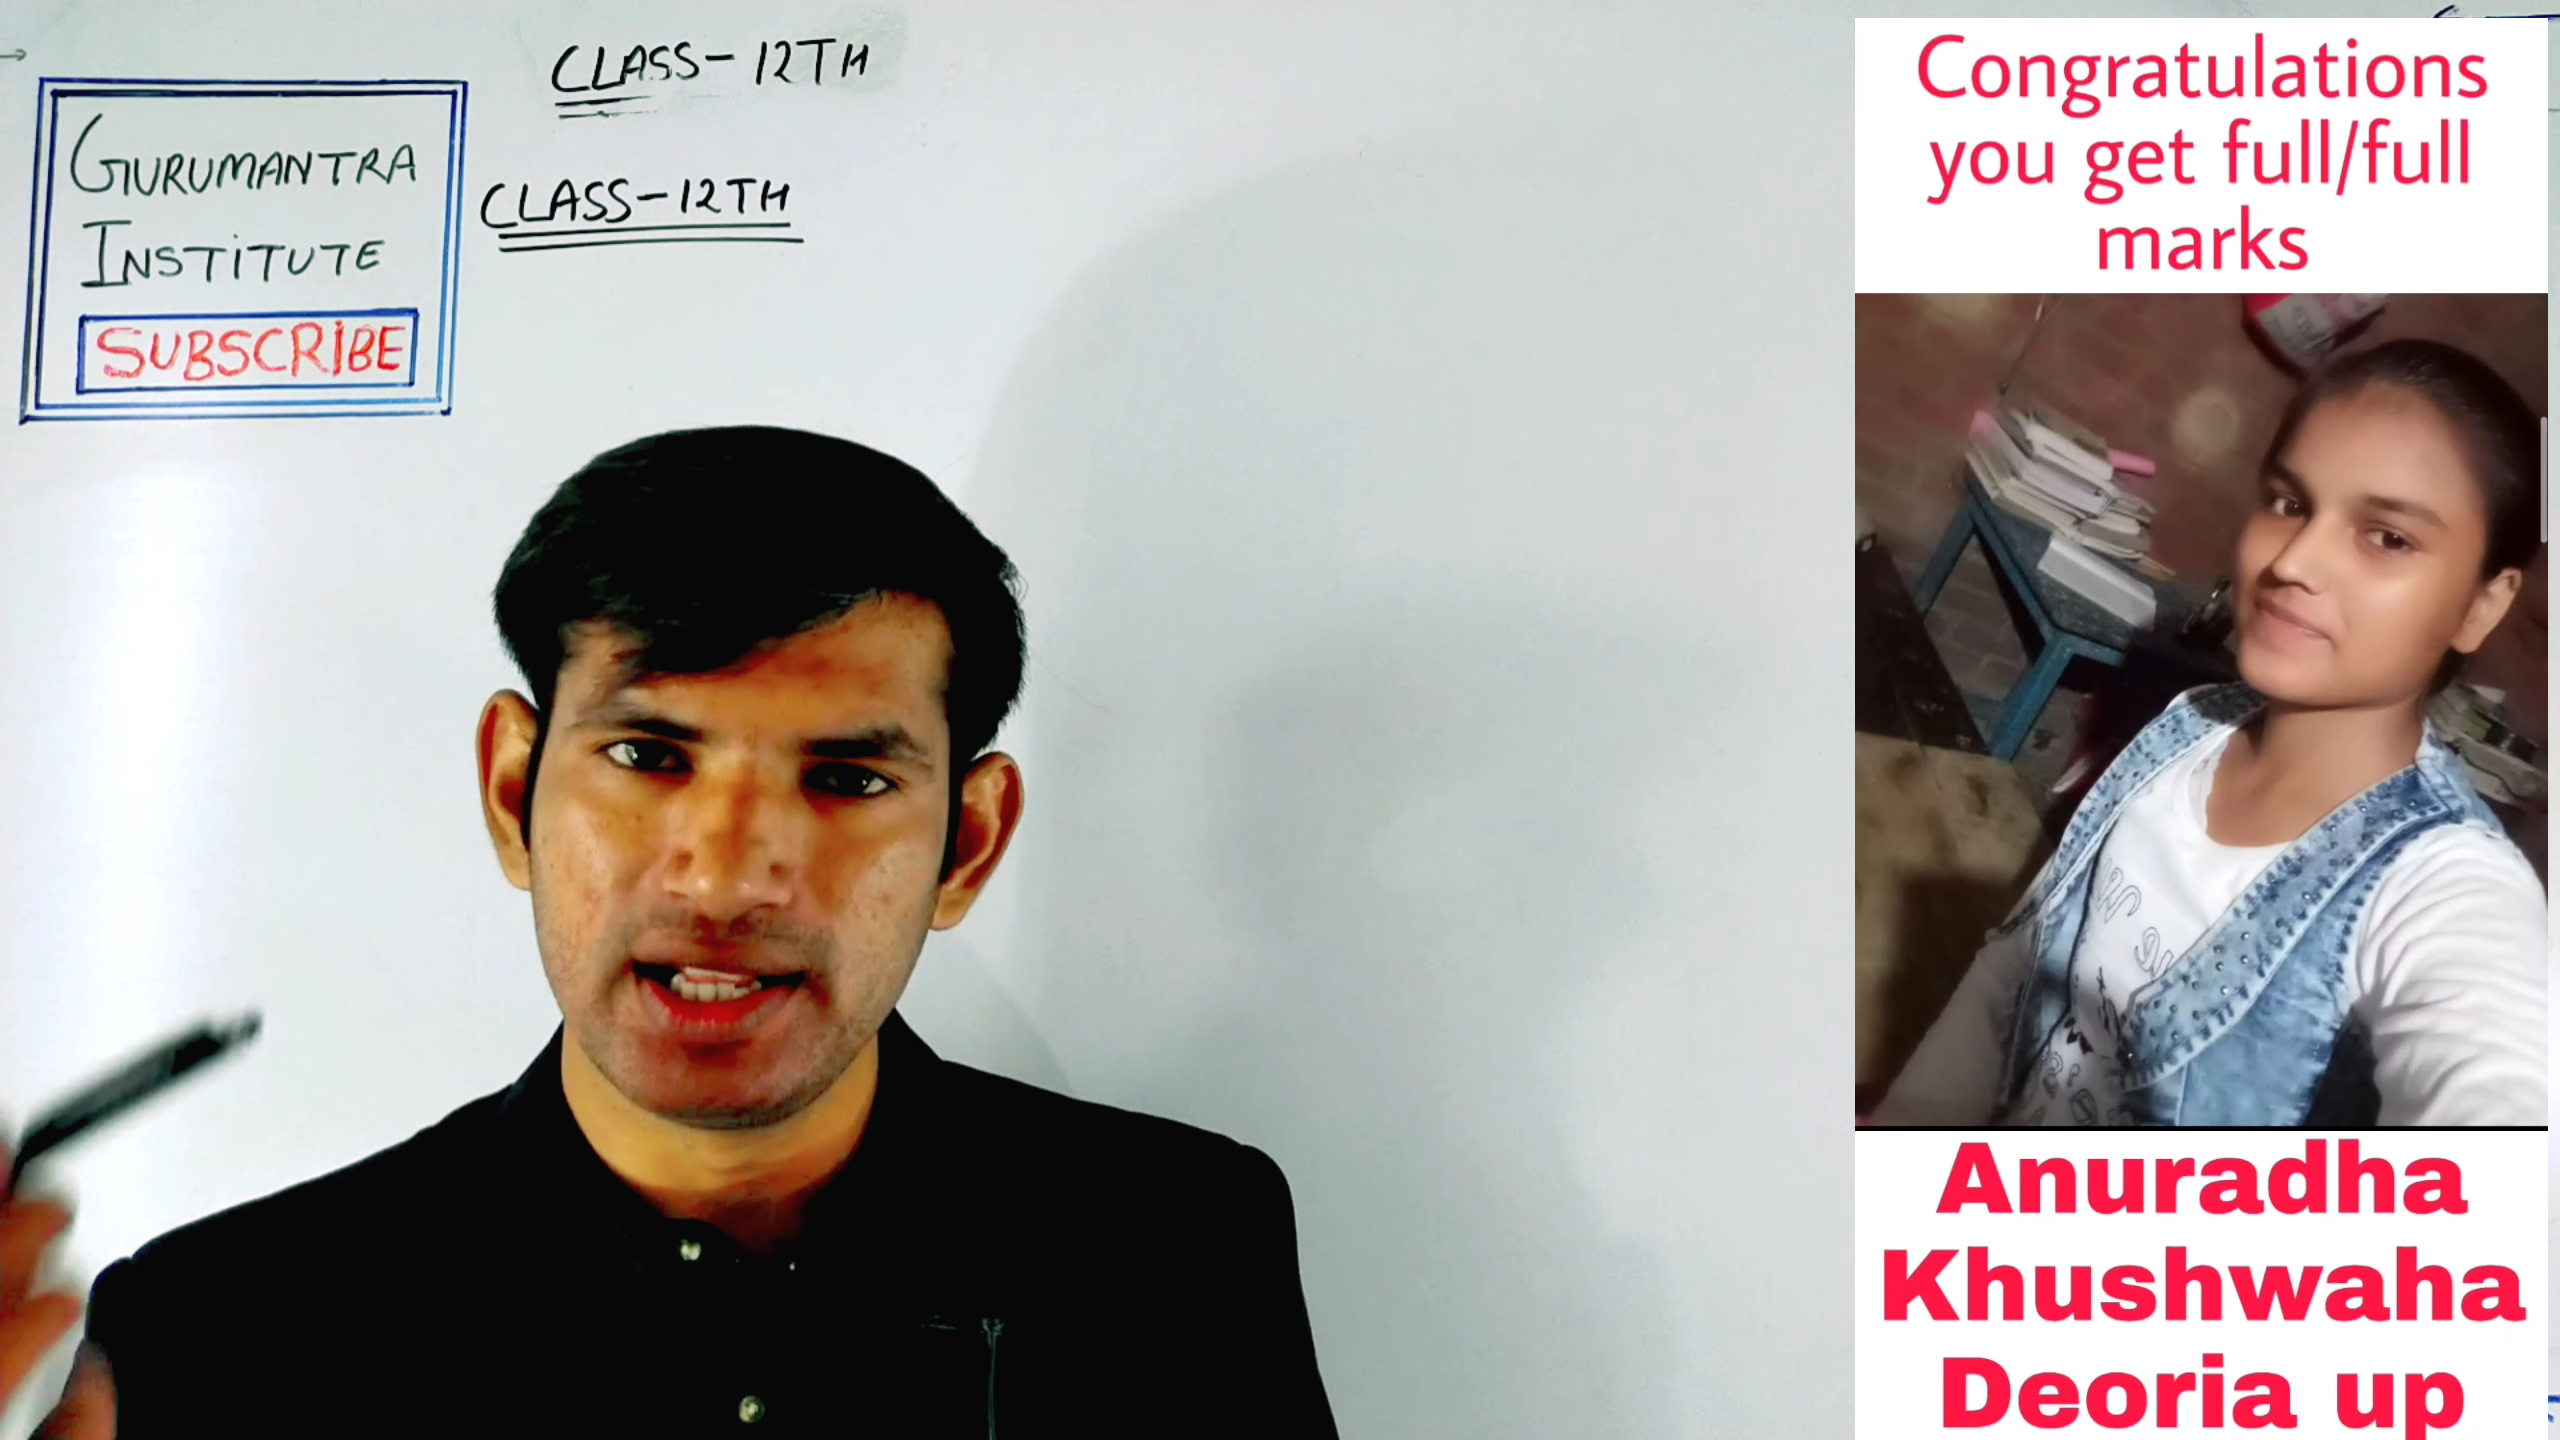 CLASS-12TH
GURUMANTRA
INSTITUTE
SUBSCRIBE
CLASS-12TH
Congratulations
you get full/full
marks
Anuradha
Khushwaha
Deoria up